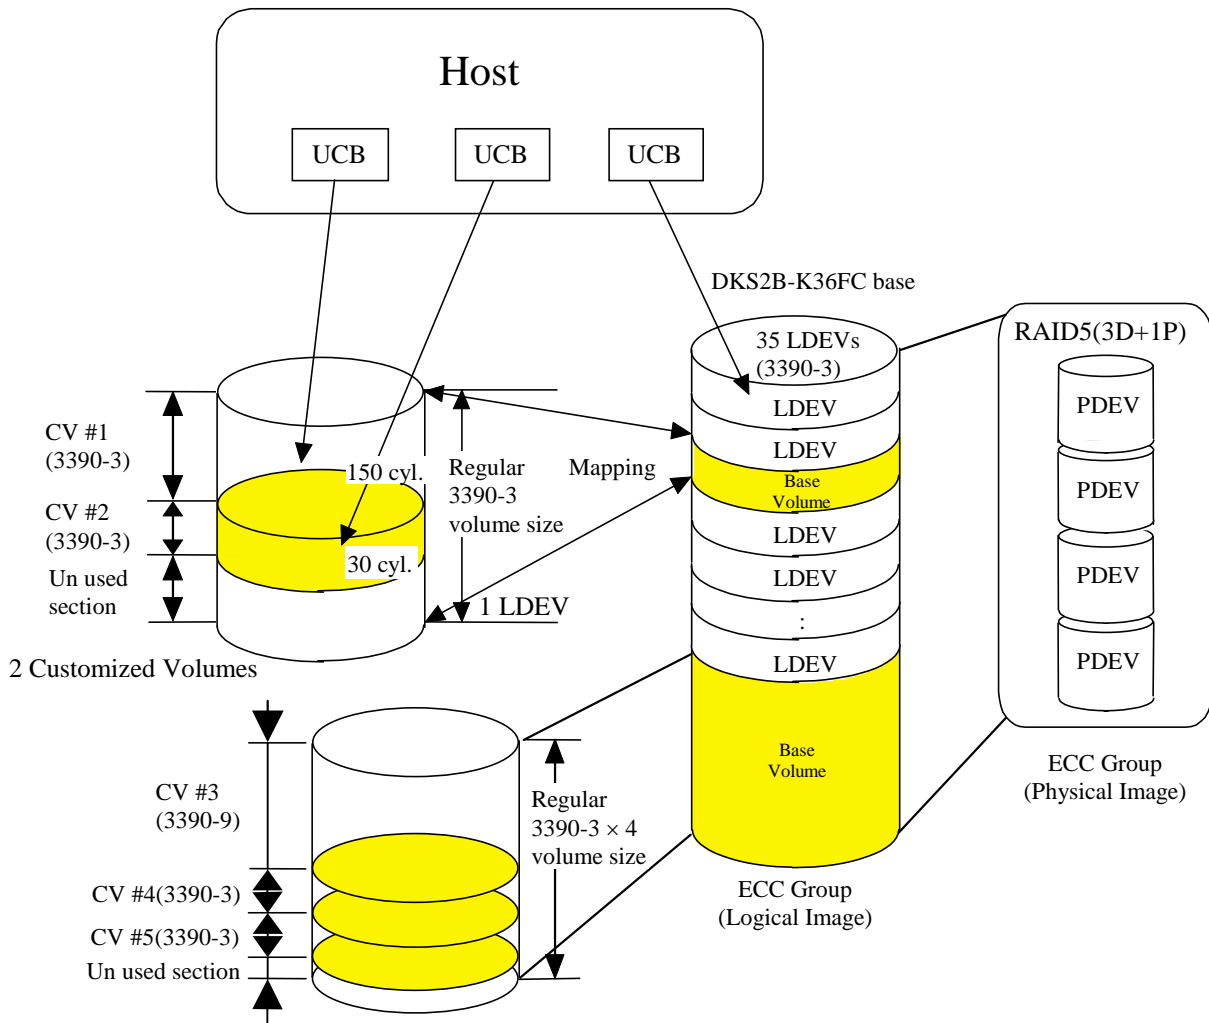 Host
UCB
UCB
UCB
DKS2B-K36FC base
35 LDEVs
(3390-3)
LDEV
LDEV
Base
Volume
LDEV
LDEV
:
LDEV
Base
Volume
ECC Group
(Logical Image)
RAID5(3D+1P)
PDEV
PDEV
PDEV
PDEV
ECC Group
(Physical Image)
CV #1
(3390-3)
CV #2
(3390-3)
Un used
section
150 cyl.
30 cyl.
Regular
3390-3
volume size
Mapping
1 LDEV
2 Customized Volumes
CV #3
(3390-9)
CV #4(3390-3)
CV #5(3390-3)
Un used section
Regular
3390-3 × 4
volume size